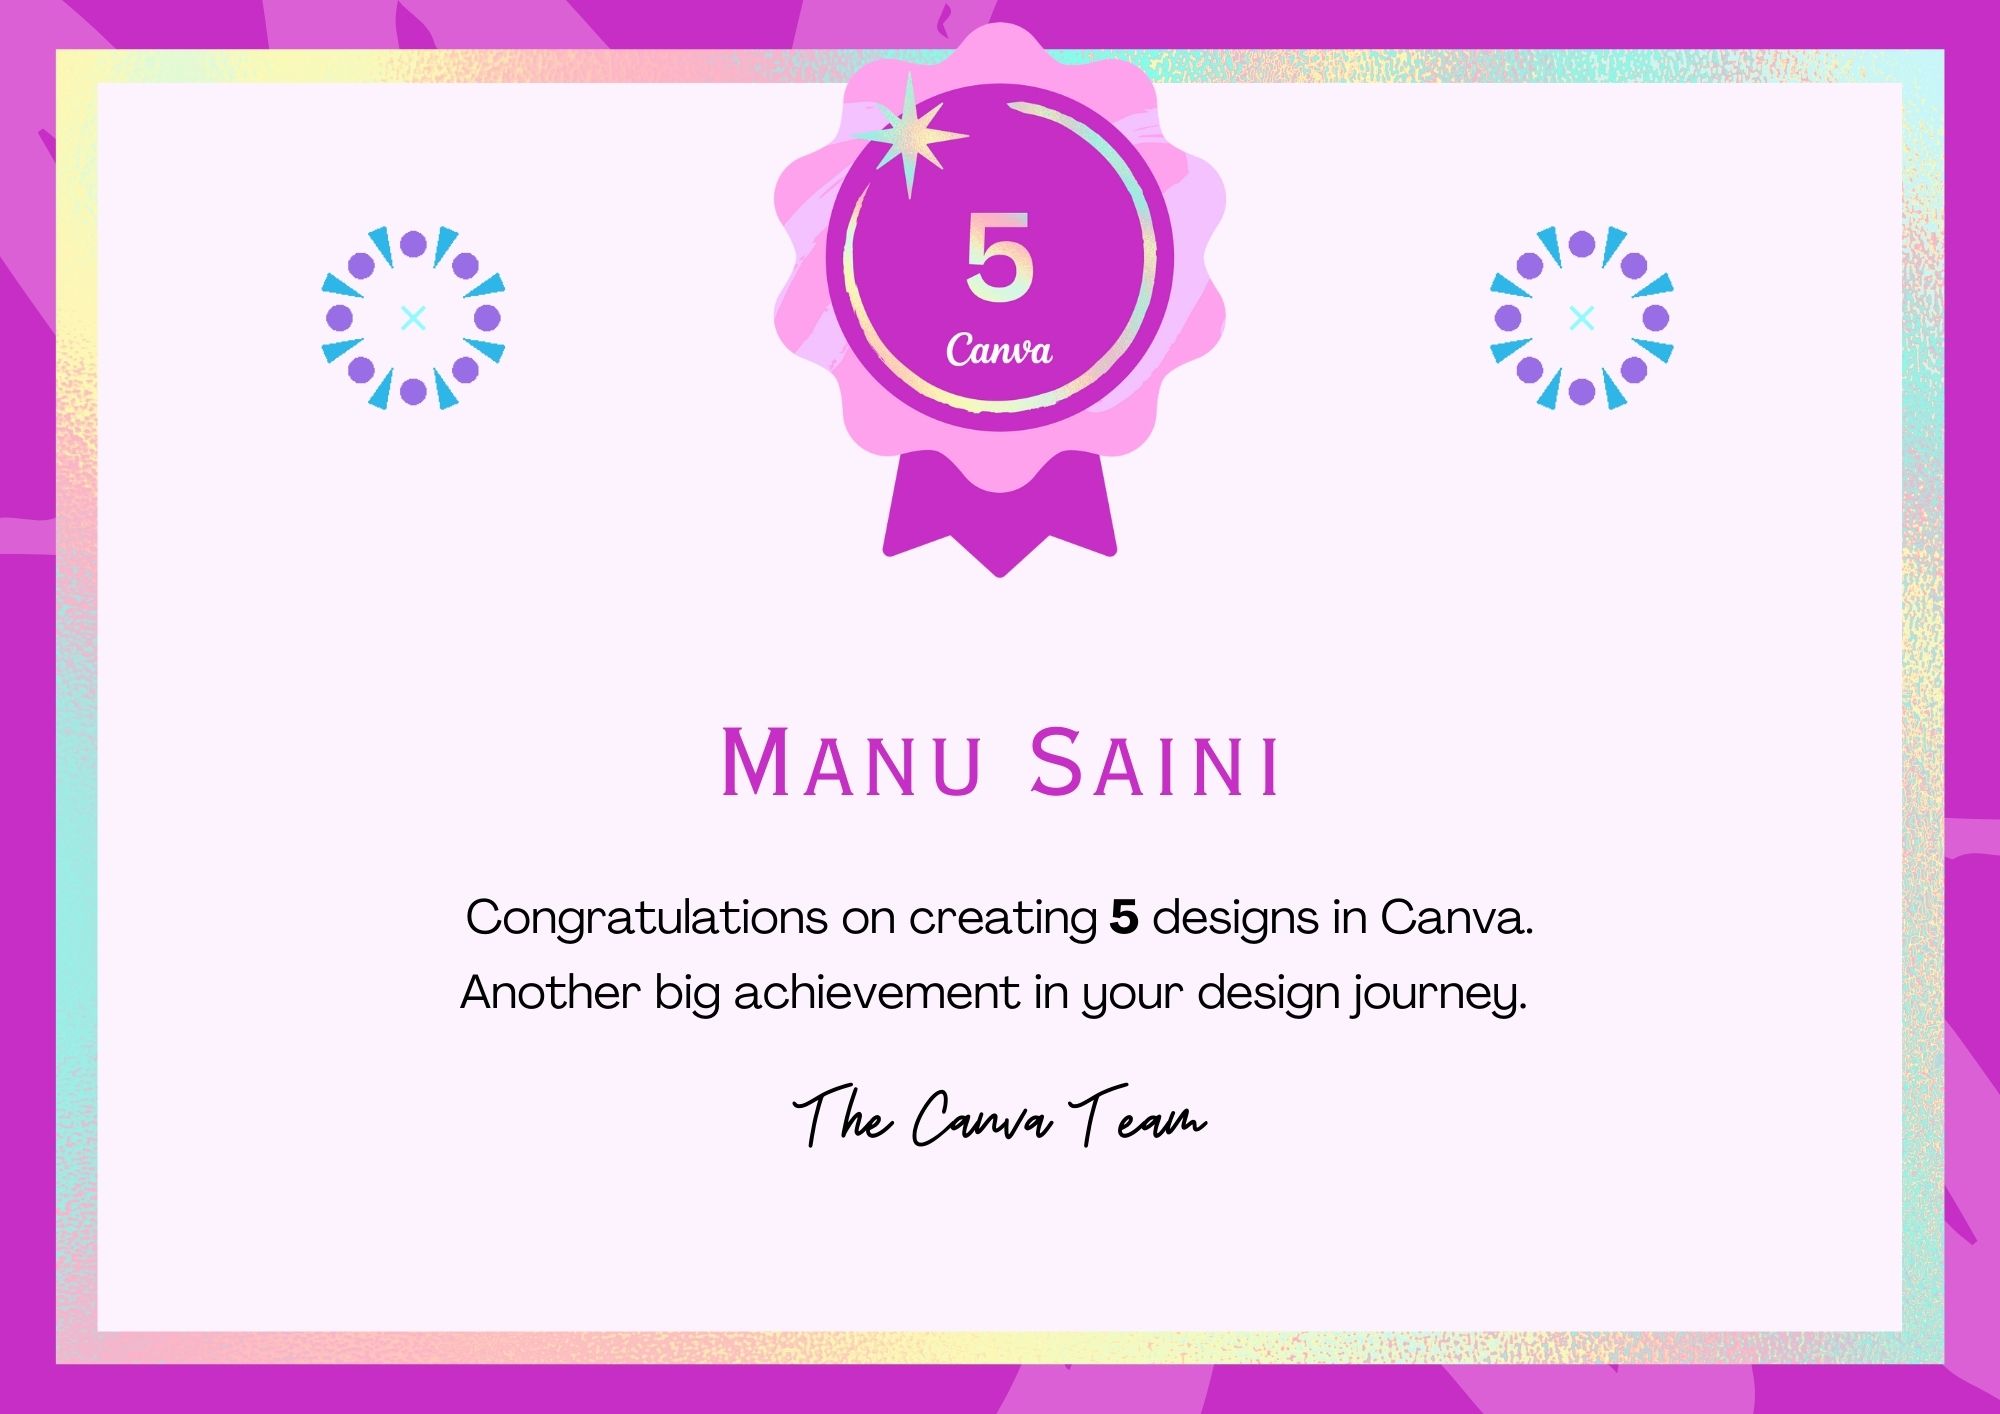 5
Canva
Manu Saini
Congratulations on creating 5 designs in Canva.
Another big achievement in your design journey.
The Canva Team